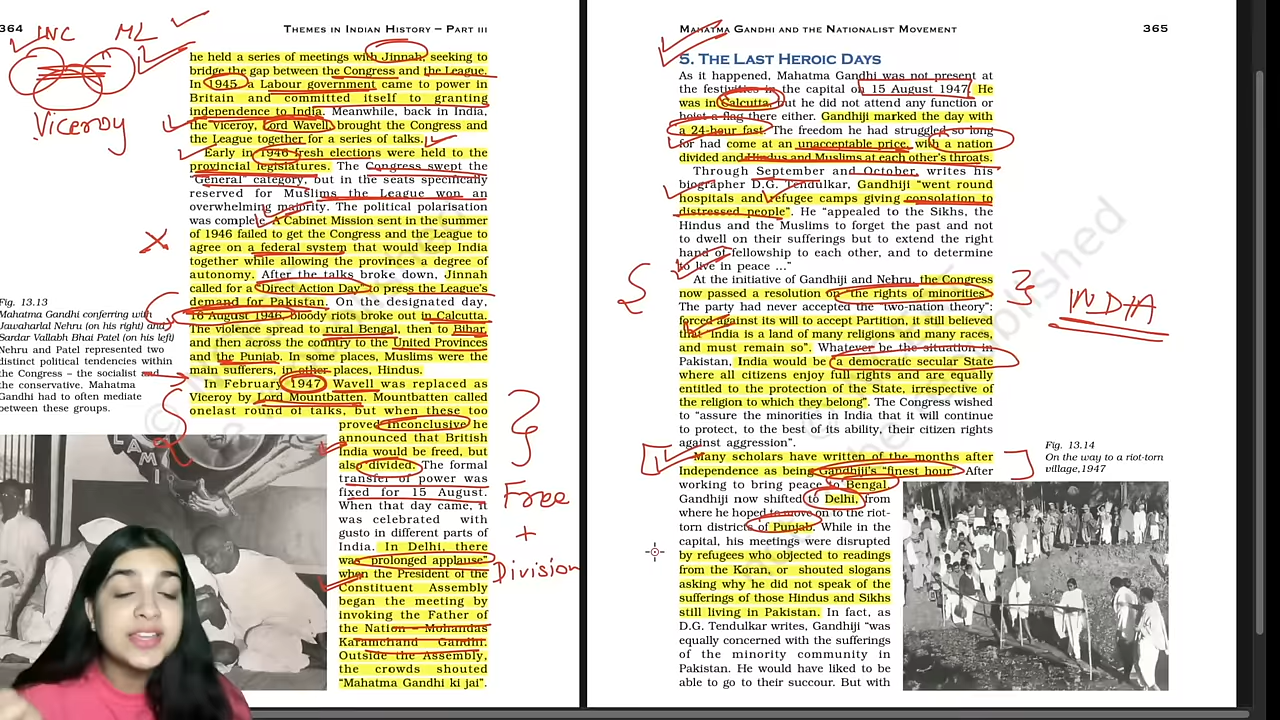 364
THEMES IN INDIAN HISTORY – PART III
INC
ML
Viceroy
he held a series of meetings with Jinnah, seeking to
bridge the gap between the Congress and the League.
In 1945 a Labour government came to power in
Britain and committed itself to granting
independence to India. Meanwhile, back in India,
the Viceroy, Lord Wavell, brought the Congress and
the League together for a series of talks.
Early in 1946 fresh elections were held to the
provincial legislatures. The Congress swept the
"General" category, but in the seats specifically
reserved for Muslims the League won an
overwhelming majority. The political polarisation
was complete. A Cabinet Mission sent in the summer
of 1946 failed to get the Congress and the League to
agree on a federal system that would keep India
together while allowing the provinces a degree of
autonomy. After the talks broke down, Jinnah
called for a "Direct Action Day" to press the League's
demand for Pakistan. On the designated day,
16 August 1946, bloody riots broke out in Calcutta.
The violence spread to rural Bengal, then to Bihar,
and then across the country to the United Provinces
and the Punjab. In some places, Muslims were the
main sufferers, in other places, Hindus.
In February 1947 Wavell was replaced as
Viceroy by Lord Mountbatten. Mountbatten called
onelast round of talks, but when these too
proved inconclusive he
announced that British
India would be freed, but
also divided. The formal
transfer of power was
fixed for 15 August.
When that day came, it
was celebrated with
gusto in different parts of
India. In Delhi, there
was "prolonged applause"
when the President of the
Constituent Assembly
began the meeting by
invoking the Father of
the Nation – Mohandas
Karamchand Gandhi.
Outside the Assembly,
the crowds shouted
"Mahatma Gandhi ki jai".
Fig. 13.13
Mahatma Gandhi conferring with
Jawaharlal Nehru (on his right) and
Sardar Vallabh Bhai Patel (on his left)
Nehru and Patel represented two
distinct political tendencies within
the Congress – the socialist and
the conservative. Mahatma
Gandhi had to often mediate
between these groups.
Free
+
Division
MAHATMA GANDHI AND THE NATIONALIST MOVEMENT
365
5. THE LAST HEROIC DAYS
As it happened, Mahatma Gandhi was not present at
the festivities in the capital on 15 August 1947. He
was in Calcutta, but he did not attend any function or
hoist a flag there either. Gandhiji marked the day with
a 24-hour fast. The freedom he had struggled so long
for had come at an unacceptable price, with a nation
divided and Hindus and Muslims at each other's throats.
Through September and October, writes his
biographer D.G. Tendulkar, Gandhiji "went round
hospitals and refugee camps giving consolation to
distressed people". He "appealed to the Sikhs, the
Hindus and the Muslims to forget the past and not
to dwell on their sufferings but to extend the right
hand of fellowship to each other, and to determine
to live in peace ..."
At the initiative of Gandhiji and Nehru, the Congress
now passed a resolution on "the rights of minorities".
The party had never accepted the "two-nation theory":
forced against its will to accept Partition, it still believed
that "India is a land of many religions and many races,
and must remain so". Whatever be the situation in
Pakistan, India would be "a democratic secular State
where all citizens enjoy full rights and are equally
entitled to the protection of the State, irrespective of
the religion to which they belong". The Congress wished
to "assure the minorities in India that it will continue
to protect, to the best of its ability, their citizen rights
against aggression".
Many scholars have written of the months after
Independence as being Gandhiji's "finest hour". After
working to bring peace to Bengal,
Gandhiji now shifted to Delhi, from
where he hoped to move on to the riot-
torn districts of Punjab. While in the
capital, his meetings were disrupted
by refugees who objected to readings
from the Koran, or shouted slogans
asking why he did not speak of the
sufferings of those Hindus and Sikhs
still living in Pakistan. In fact, as
D.G. Tendulkar writes, Gandhiji "was
equally concerned with the sufferings
of the minority community in
Pakistan. He would have liked to be
able to go to their succour. But with
INDIA
Fig. 13.14
On the way to a riot-torn
village,1947